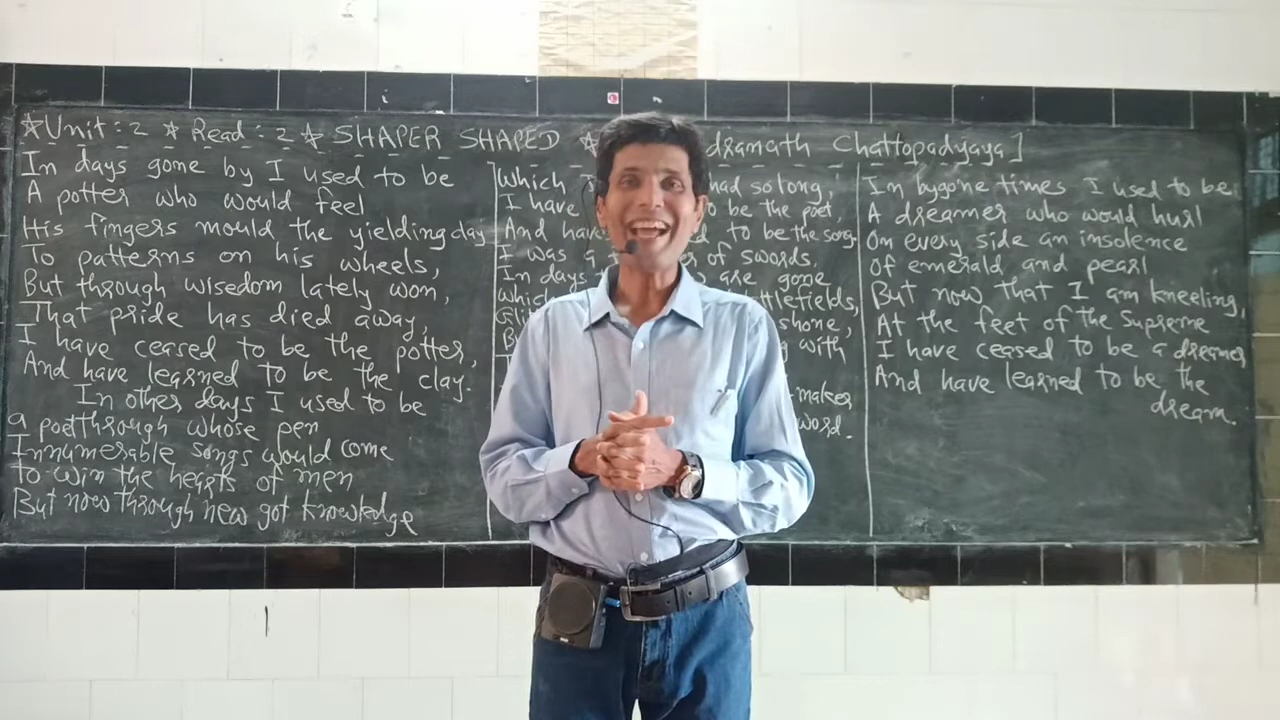 ☆Unit:2 ☆ Read:2 ☆ SHAPER SHAPED ☆ dranath Chattopadyaya]
In days gone by I used to be
A potter who would feel
His fingers mould the yielding clay
To patterns on his wheels,
But through wisedom lately won,
That pride has died away,
I have ceased to be the potter,
And have learned to be the clay.
In other days I used to be
a poet through whose pen
Innumerable songs would come
to win the hearts of men
But now through new got knowledge
Which I had so long,
I have to be the poet,
And have to be the song.
I was a of swords,
In days are gone
Which battlefields,
Gli shone,
B with
-maker
word.
In bygone times I used to be
A dreamer who would hurl
On every side an insolence
Of emerald and pearl
But now that I am kneeling,
At the feet of the Supreme
I have ceased to be a dreamer
And have learned to be the
dream.